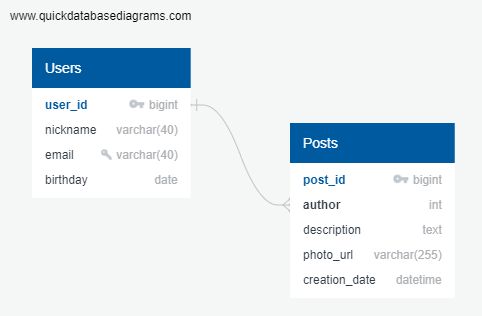 www.quickdatabasediagrams.com
Users
user_id bigint
nickname varchar(40)
email varchar(40)
birthday date
Posts
post_id bigint
author int
description text
photo_url varchar(255)
creation_date datetime